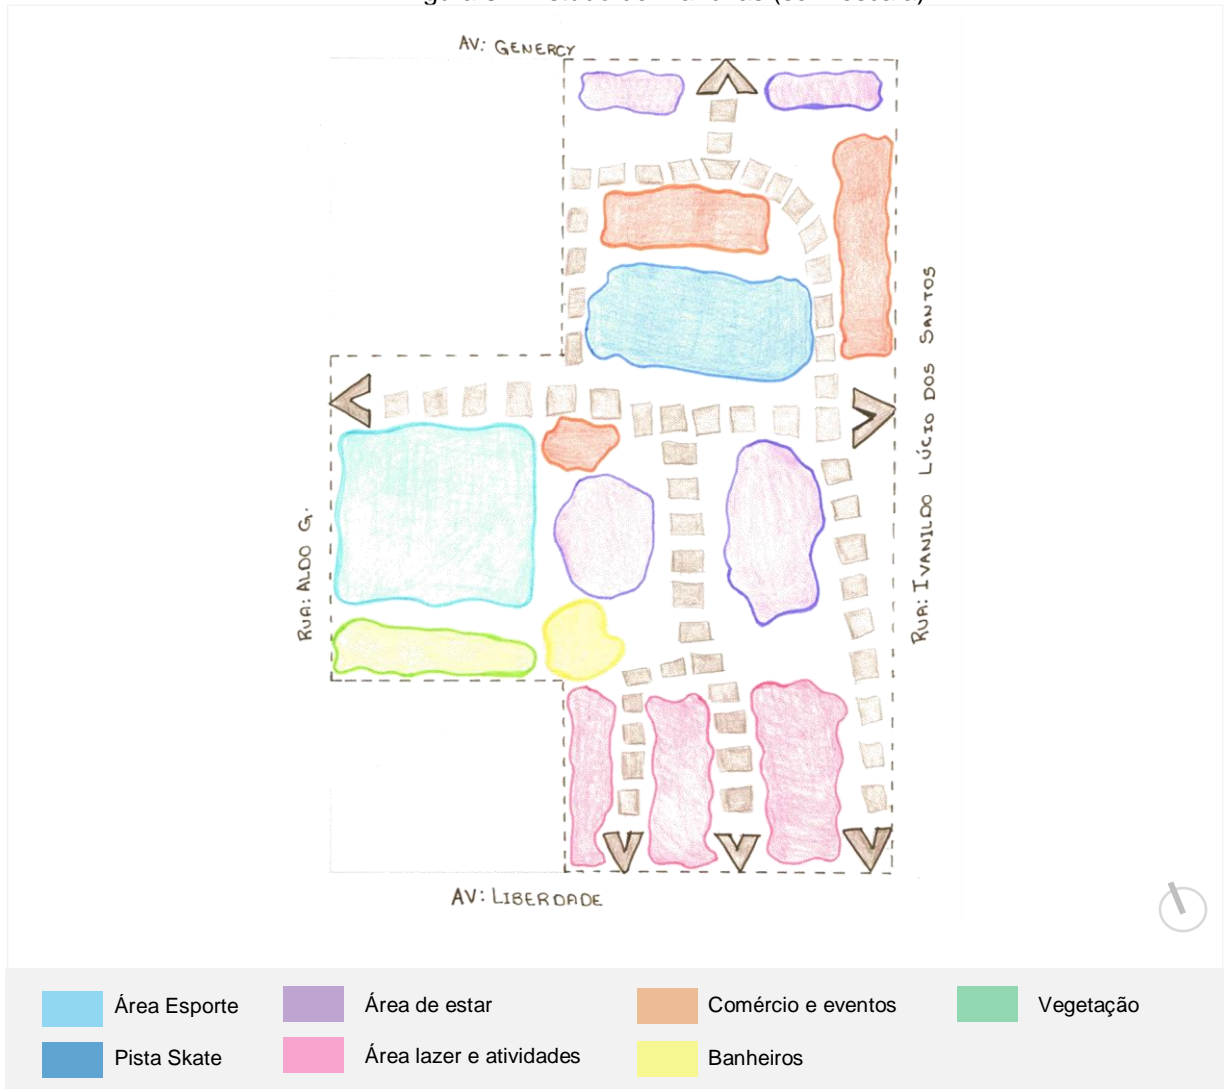 AV: GENERCY
RUA: IVANILDO LÚCIO DOS SANTOS
RUA: ALDO G.
AV: LIBERDADE
Área Esporte
Área de estar
Comércio e eventos
Vegetação
Pista Skate
Área lazer e atividades
Banheiros